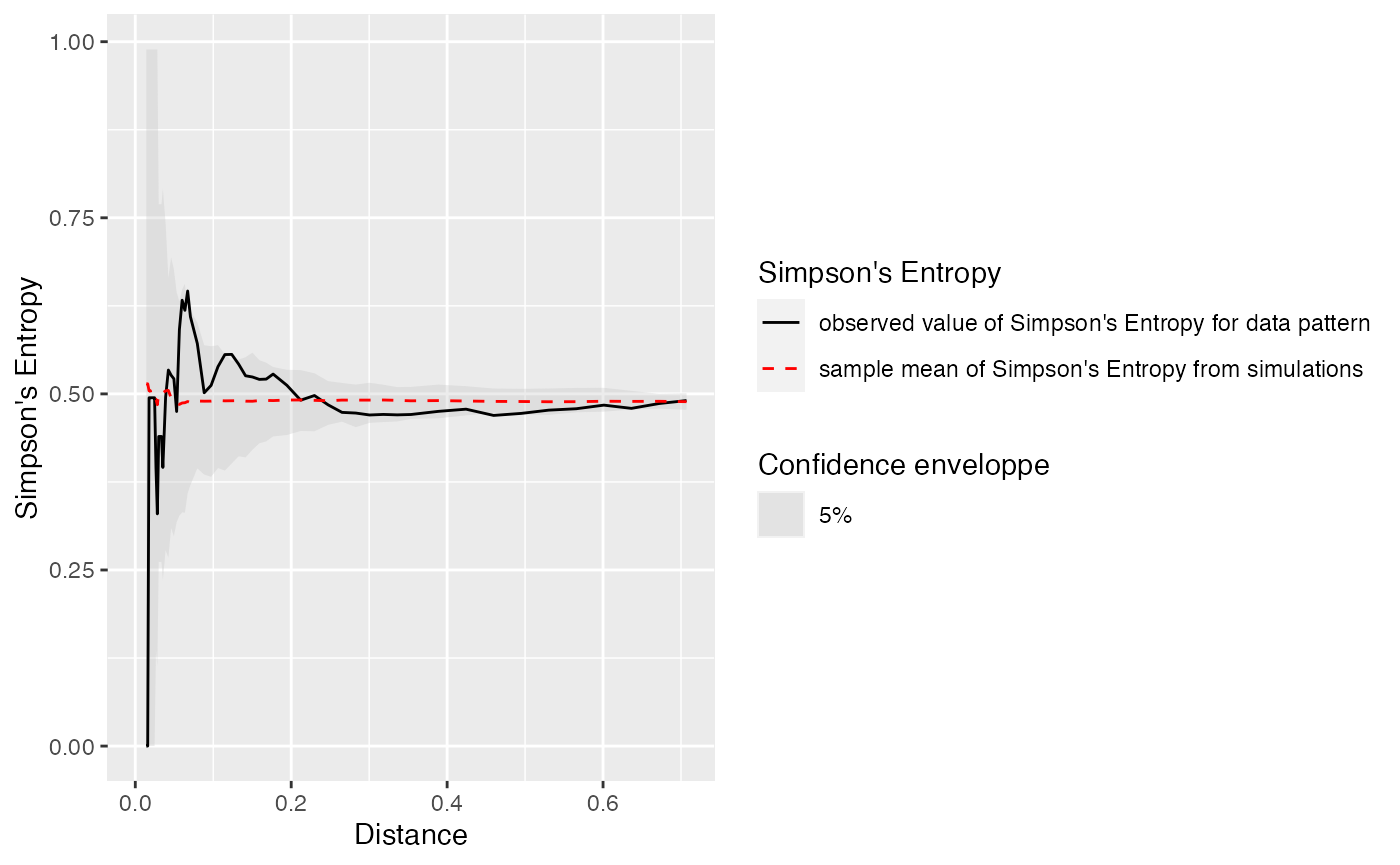 1.00
0.75
0.50
0.25
0.00
Simpson's Entropy
0.0
0.2
0.4
0.6
Distance
Simpson's Entropy
observed value of Simpson's Entropy for data pattern
sample mean of Simpson's Entropy from simulations
Confidence enveloppe
5%